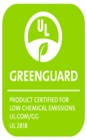 UL
GREENGUARD
PRODUCT CERTIFIED FOR
LOW CHEMICAL EMISSIONS
UL.COM/GG
UL 2818